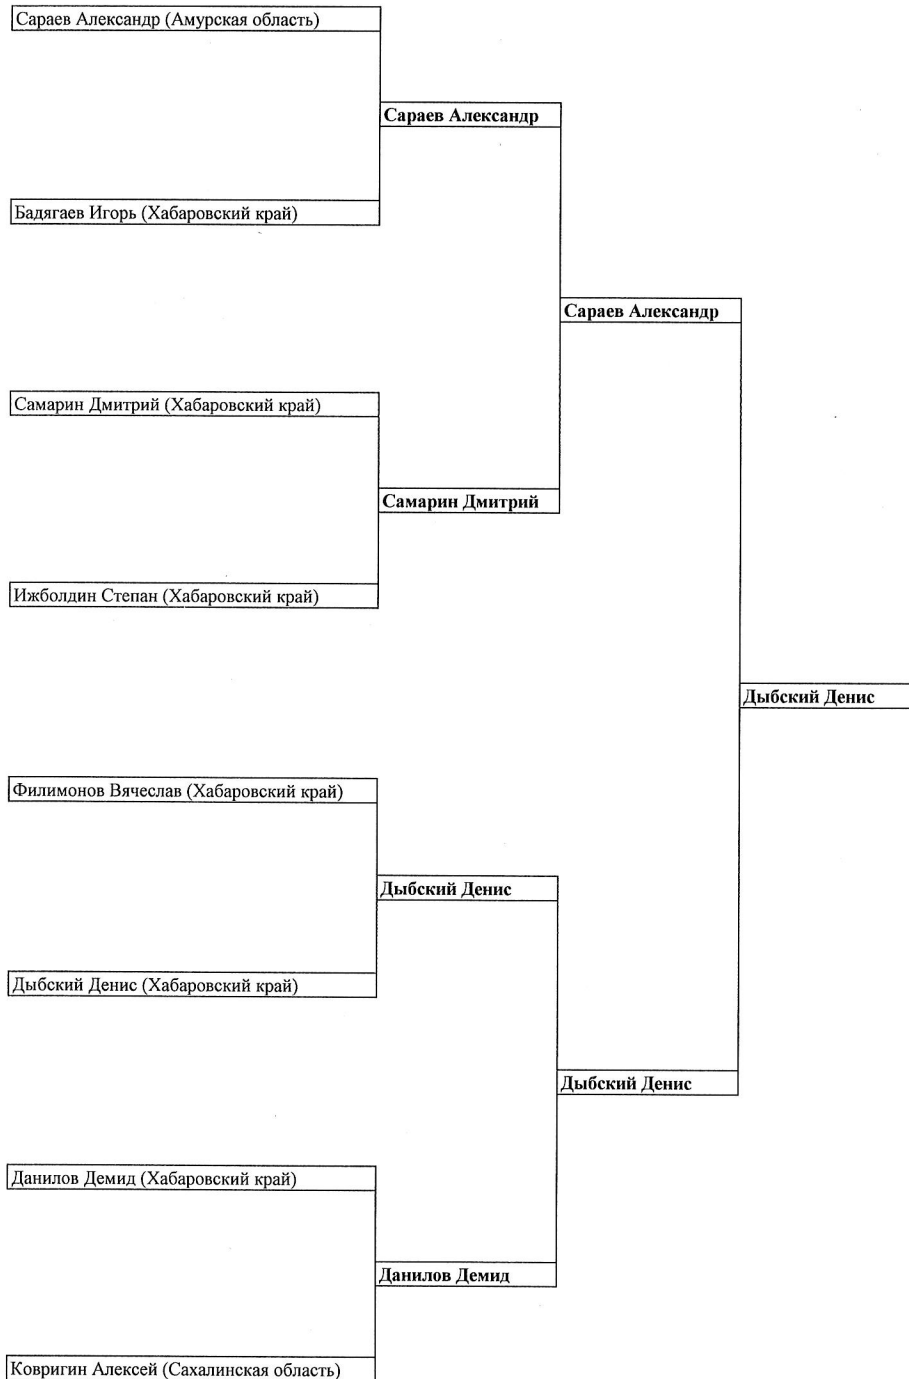 Сараев Александр (Амурская область)
Сараев Александр
Бадягаев Игорь (Хабаровский край)
Сараев Александр
Самарин Дмитрий (Хабаровский край)
Самарин Дмитрий
Ижболдин Степан (Хабаровский край)
Дыбский Денис
Филимонов Вячеслав (Хабаровский край)
Дыбский Денис
Дыбский Денис (Хабаровский край)
Дыбский Денис
Данилов Демид (Хабаровский край)
Данилов Демид
Ковригин Алексей (Сахалинская область)